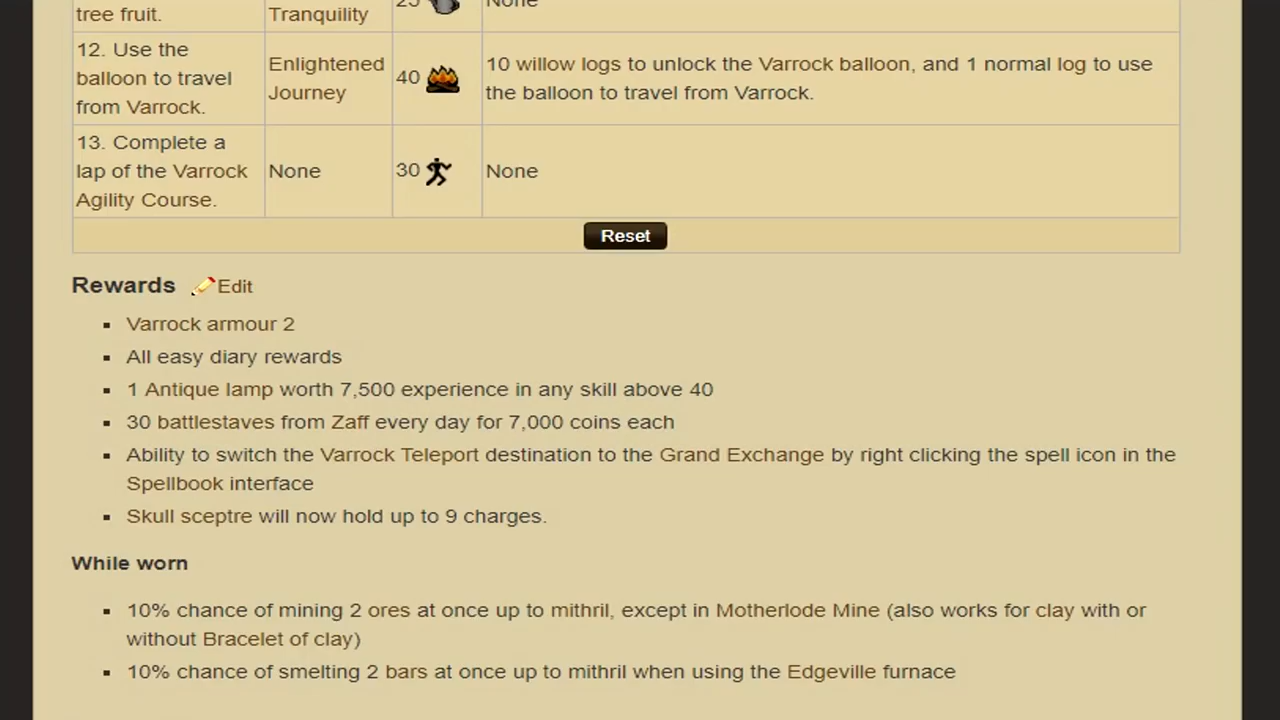 tree fruit.
Tranquility
25
None
12. Use the
balloon to travel
from Varrock.
Enlightened
Journey
40
10 willow logs to unlock the Varrock balloon, and 1 normal log to use
the balloon to travel from Varrock.
13. Complete a
lap of the Varrock
Agility Course.
None
30
None
Reset
Rewards Edit
Varrock armour 2
All easy diary rewards
1 Antique lamp worth 7,500 experience in any skill above 40
30 battlestaves from Zaff every day for 7,000 coins each
Ability to switch the Varrock Teleport destination to the Grand Exchange by right clicking the spell icon in the
Spellbook interface
Skull sceptre will now hold up to 9 charges.
While worn
10% chance of mining 2 ores at once up to mithril, except in Motherlode Mine (also works for clay with or
without Bracelet of clay)
10% chance of smelting 2 bars at once up to mithril when using the Edgeville furnace